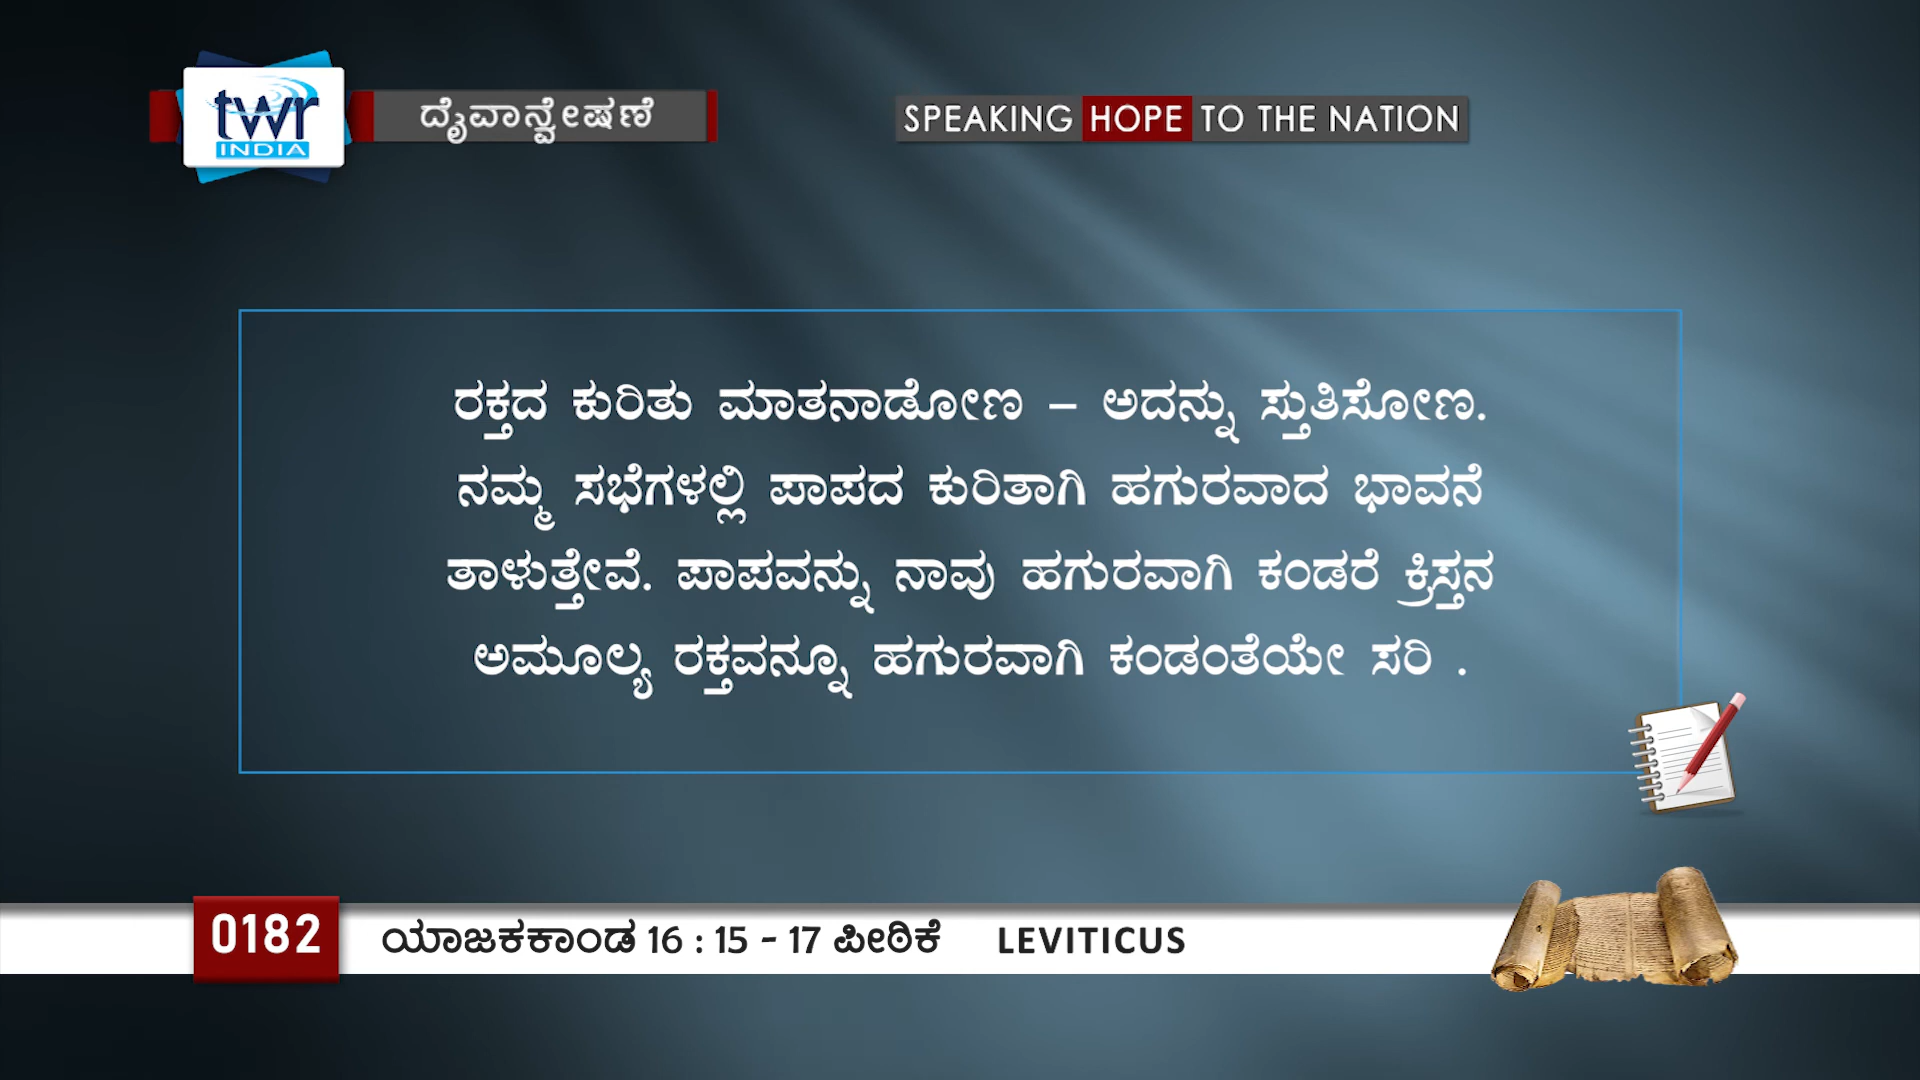 twr
INDIA
ದೈವಾನ್ವೇಷಣೆ
SPEAKING HOPE TO THE NATION
ರಕ್ತದ ಕುರಿತು ಮಾತನಾಡೋಣ – ಅದನ್ನು ಸ್ತುತಿಸೋಣ.
ನಮ್ಮ ಸಭೆಗಳಲ್ಲಿ ಪಾಪದ ಕುರಿತಾಗಿ ಹಗುರವಾದ ಭಾವನೆ
ತಾಳುತ್ತೇವೆ. ಪಾಪವನ್ನು ನಾವು ಹಗುರವಾಗಿ ಕಂಡರೆ ಕ್ರಿಸ್ತನ
ಅಮೂಲ್ಯ ರಕ್ತವನ್ನೂ ಹಗುರವಾಗಿ ಕಂಡಂತೆಯೇ ಸರಿ .
0182 ಯಾಜಕಕಾಂಡ 16 : 15 - 17 ಪೀಠಿಕೆ LEVITICUS